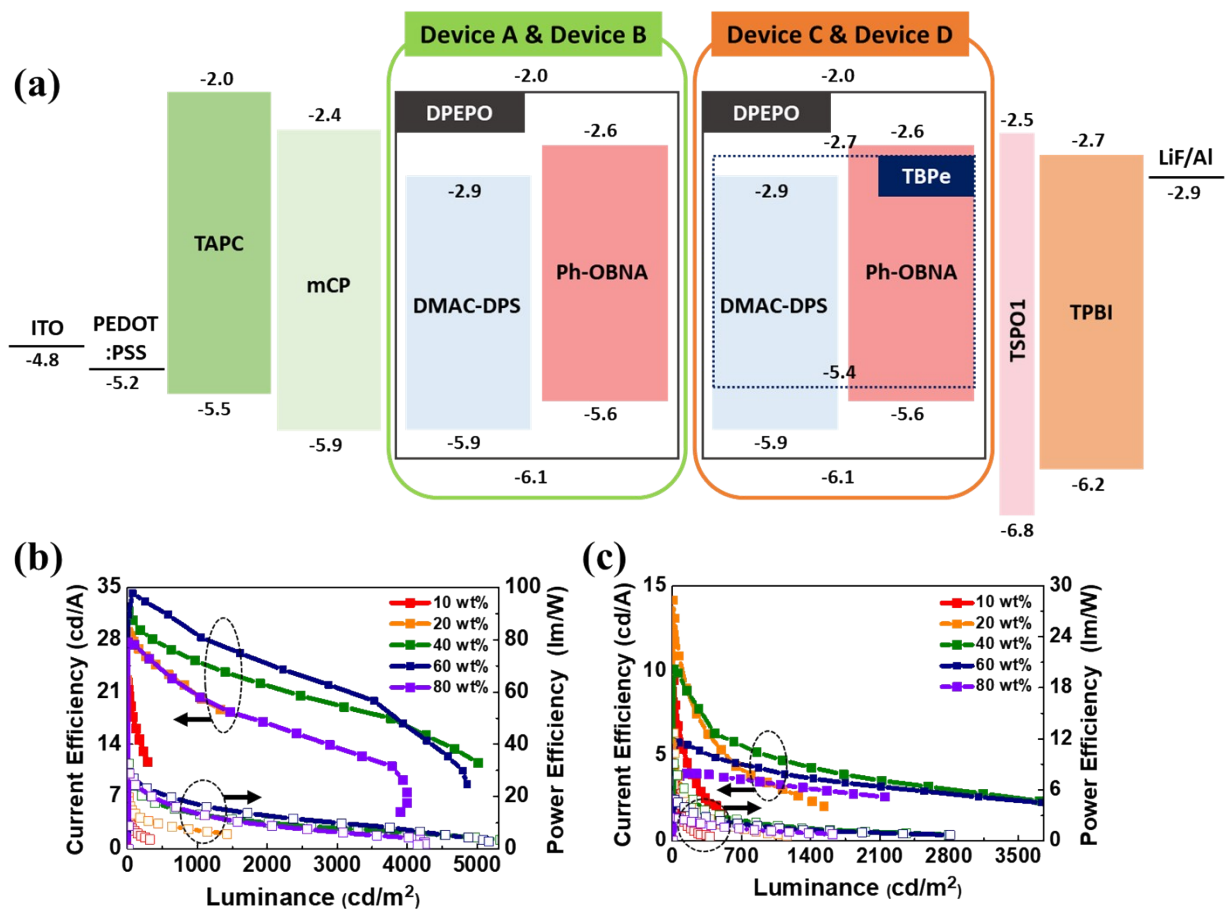 (a)
Device A & Device B
Device C & Device D
-2.0
-2.0
-2.0
-2.4
DPEPO
DPEPO
-2.6
-2.7
-2.6
-2.5
-2.7
LiF/Al
-2.9
-2.9
-2.9
TBPe
TAPC
mCP
DMAC-DPS
Ph-OBNA
DMAC-DPS
Ph-OBNA
TSPO1
TPBI
ITO
-4.8
PEDOT
:PSS
-5.2
-5.5
-5.9
-5.9
-5.6
-5.4
-5.9
-5.6
-6.1
-6.1
-6.2
-6.8
(b)
35
28
21
14
7
0
Current Efficiency (cd/A)
100
80
60
40
20
0
Power Efficiency (lm/W)
10 wt%
20 wt%
40 wt%
60 wt%
80 wt%
0 1000 2000 3000 4000 5000
Luminance (cd/m²)
(c)
15
10
5
0
Current Efficiency (cd/A)
30
24
18
12
6
0
Power Efficiency (lm/W)
10 wt%
20 wt%
40 wt%
60 wt%
80 wt%
0 700 1400 2100 2800 3500
Luminance (cd/m²)